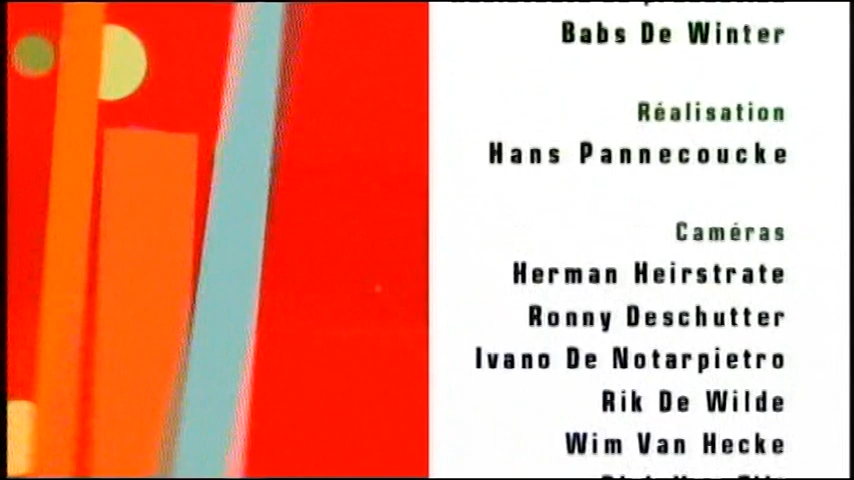 Babs De Winter
Réalisation
Hans Pannecoucke
Caméras
Herman Heirstrate
Ronny Deschutter
Ivano De Notarpietro
Rik De Wilde
Wim Van Hecke